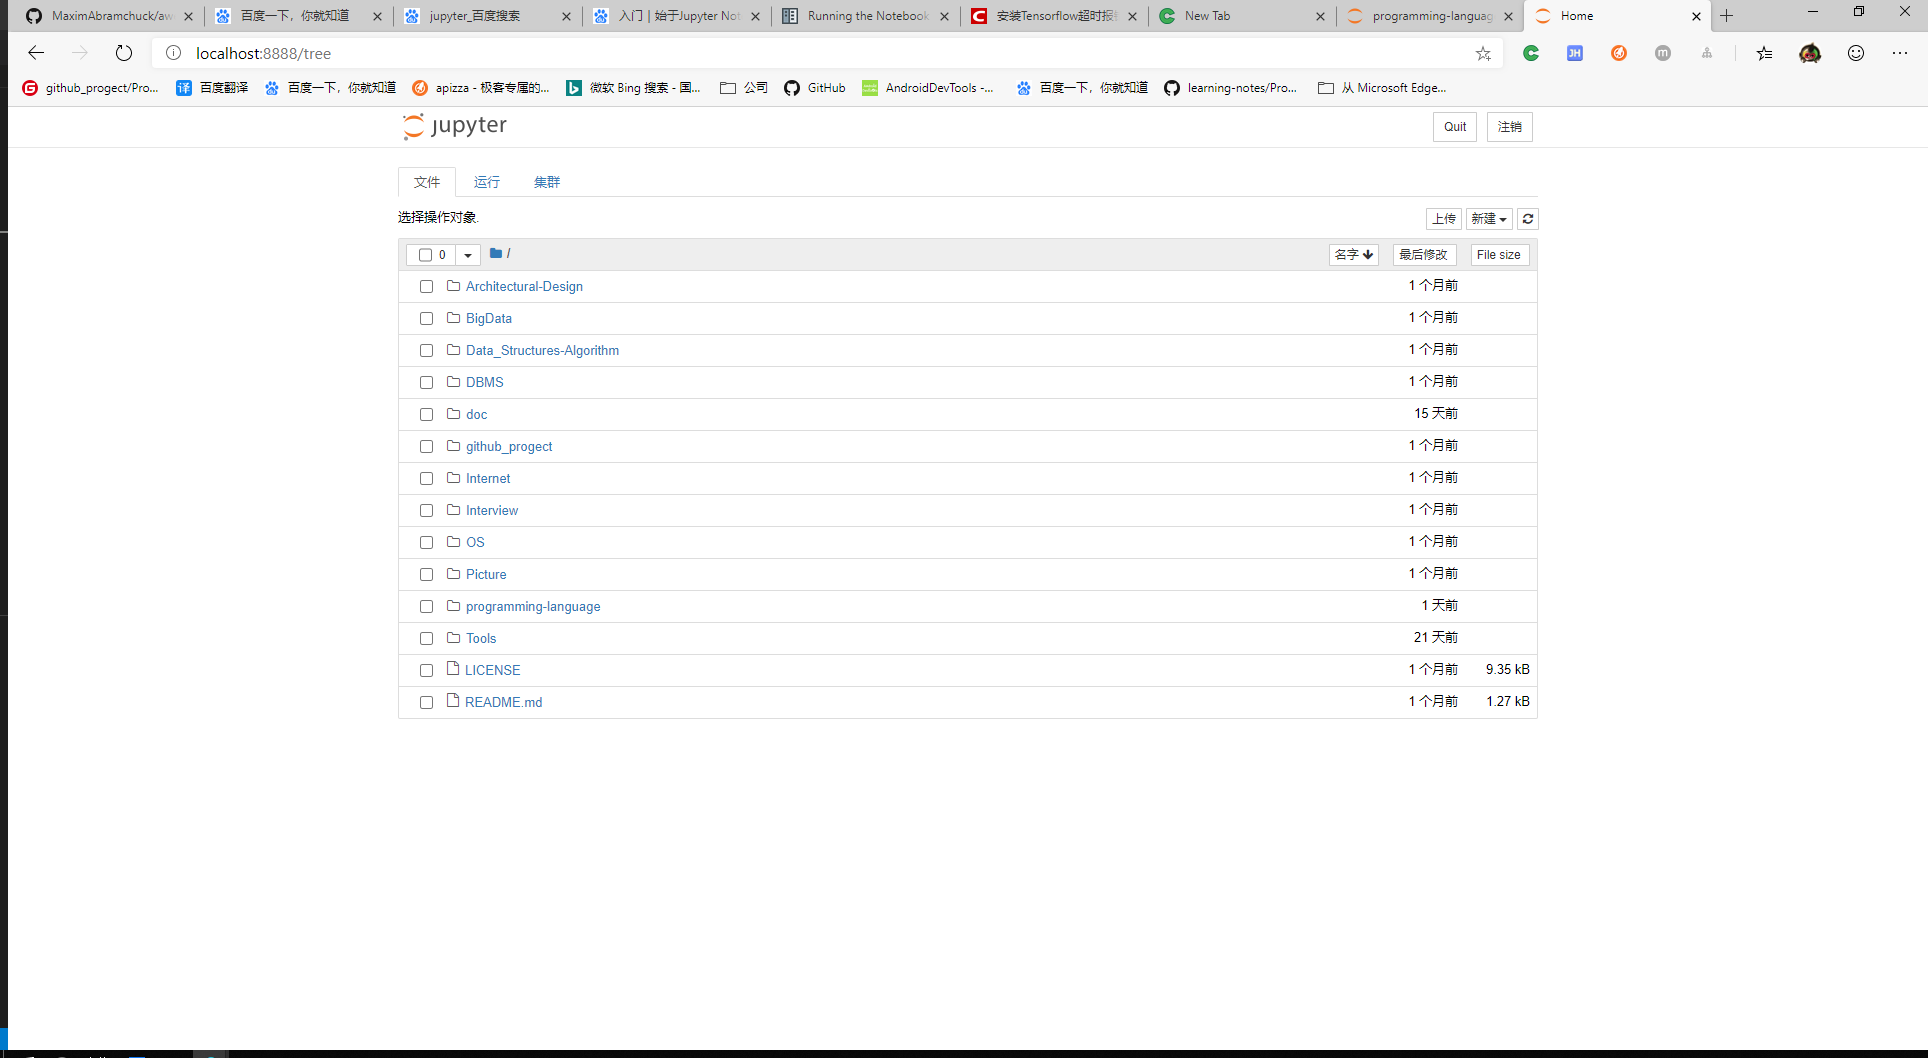 MaximAbramchuck/aw
百度一下，你就知道
jupyter_百度搜索
入门 | 始于Jupyter Not
Running the Notebook
安装Tensorflow超时报
New Tab
programming-languag
Home
localhost:8888/tree
github_progect/Pro...
百度翻译
百度一下，你就知道
apizza - 极客专属的...
微软 Bing 搜索 - 国...
公司
GitHub
AndroidDevTools -...
百度一下，你就知道
learning-notes/Pro...
从 Microsoft Edge...
jupyter
Quit
注销
文件
运行
集群
选择操作对象.
上传
新建
0
/
名字
最后修改
File size
Architectural-Design 1 个月前
BigData 1 个月前
Data_Structures-Algorithm 1 个月前
DBMS 1 个月前
doc 15 天前
github_progect 1 个月前
Internet 1 个月前
Interview 1 个月前
OS 1 个月前
Picture 1 个月前
programming-language 1 天前
Tools 21 天前
LICENSE 1 个月前 9.35 kB
README.md 1 个月前 1.27 kB